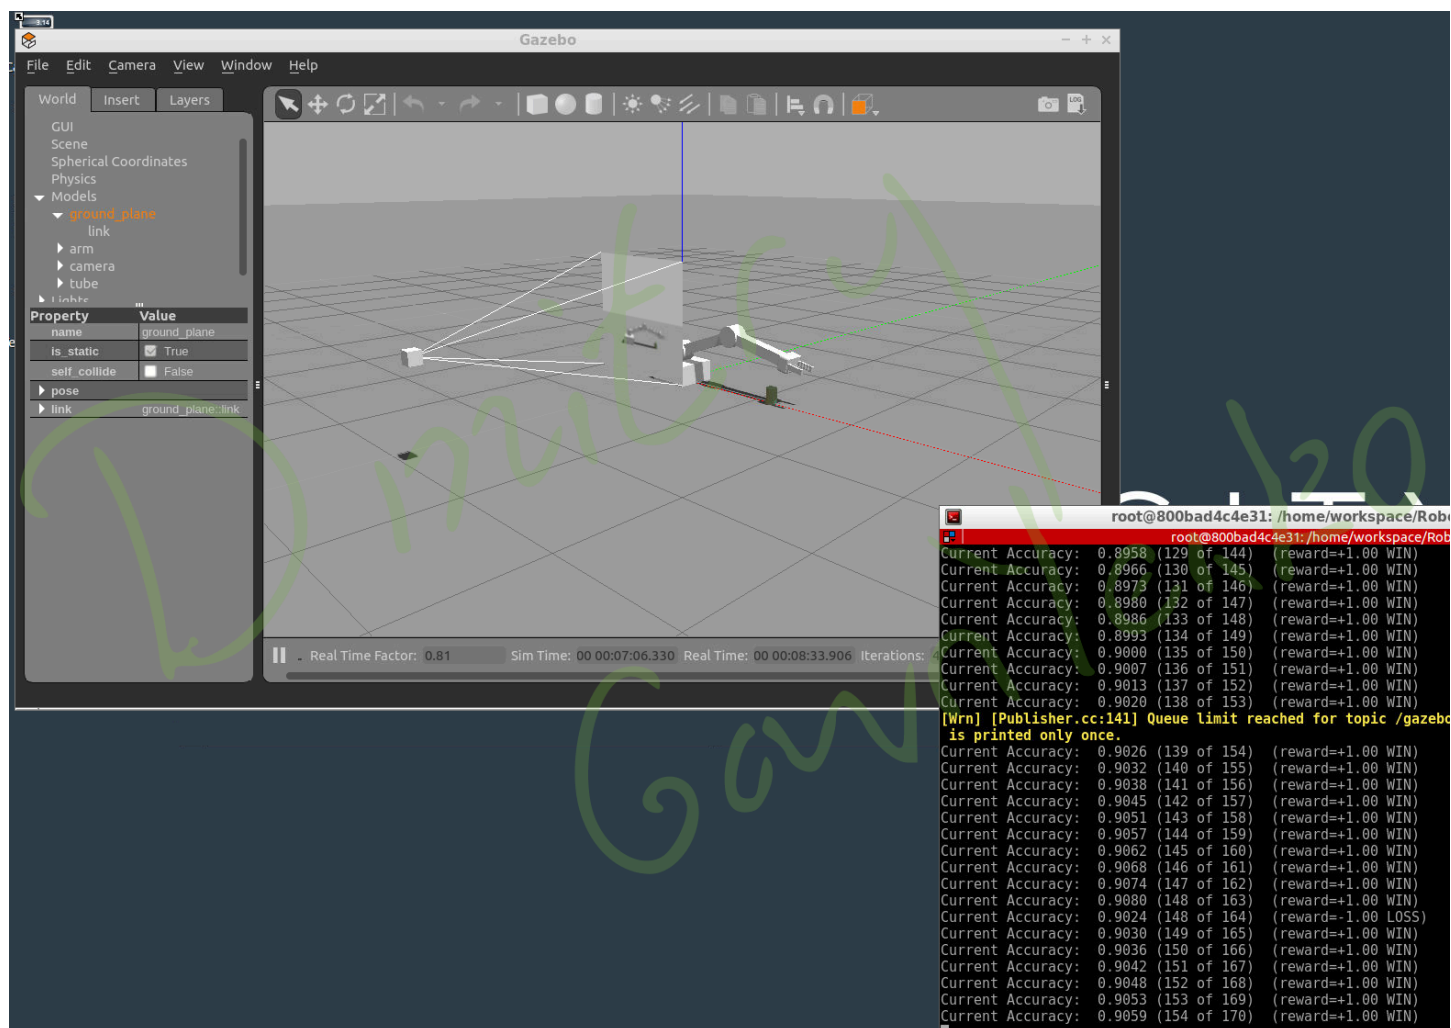 3.14
Gazebo
File Edit Camera View Window Help
World Insert Layers
GUI
Scene
Spherical Coordinates
Physics
Models
ground_plane
link
arm
camera
tube
Lights
Property Value
name ground_plane
is_static True
self_collide False
pose
link ground_plane::link
LOG
Real Time Factor: 0.81 Sim Time: 00 00:07:06.330 Real Time: 00 00:08:33.906 Iterations:
root@800bad4c4e31: /home/workspace/Robo
root@800bad4c4e31: /home/workspace/Rob
Current Accuracy: 0.8958 (129 of 144) (reward=+1.00 WIN)
Current Accuracy: 0.8966 (130 of 145) (reward=+1.00 WIN)
Current Accuracy: 0.8973 (131 of 146) (reward=+1.00 WIN)
Current Accuracy: 0.8980 (132 of 147) (reward=+1.00 WIN)
Current Accuracy: 0.8986 (133 of 148) (reward=+1.00 WIN)
Current Accuracy: 0.8993 (134 of 149) (reward=+1.00 WIN)
Current Accuracy: 0.9000 (135 of 150) (reward=+1.00 WIN)
Current Accuracy: 0.9007 (136 of 151) (reward=+1.00 WIN)
Current Accuracy: 0.9013 (137 of 152) (reward=+1.00 WIN)
Current Accuracy: 0.9020 (138 of 153) (reward=+1.00 WIN)
[Wrn] [Publisher.cc:141] Queue limit reached for topic /gazebo
is printed only once.
Current Accuracy: 0.9026 (139 of 154) (reward=+1.00 WIN)
Current Accuracy: 0.9032 (140 of 155) (reward=+1.00 WIN)
Current Accuracy: 0.9038 (141 of 156) (reward=+1.00 WIN)
Current Accuracy: 0.9045 (142 of 157) (reward=+1.00 WIN)
Current Accuracy: 0.9051 (143 of 158) (reward=+1.00 WIN)
Current Accuracy: 0.9057 (144 of 159) (reward=+1.00 WIN)
Current Accuracy: 0.9062 (145 of 160) (reward=+1.00 WIN)
Current Accuracy: 0.9068 (146 of 161) (reward=+1.00 WIN)
Current Accuracy: 0.9074 (147 of 162) (reward=+1.00 WIN)
Current Accuracy: 0.9080 (148 of 163) (reward=+1.00 WIN)
Current Accuracy: 0.9024 (148 of 164) (reward=-1.00 LOSS)
Current Accuracy: 0.9030 (149 of 165) (reward=+1.00 WIN)
Current Accuracy: 0.9036 (150 of 166) (reward=+1.00 WIN)
Current Accuracy: 0.9042 (151 of 167) (reward=+1.00 WIN)
Current Accuracy: 0.9048 (152 of 168) (reward=+1.00 WIN)
Current Accuracy: 0.9053 (153 of 169) (reward=+1.00 WIN)
Current Accuracy: 0.9059 (154 of 170) (reward=+1.00 WIN)